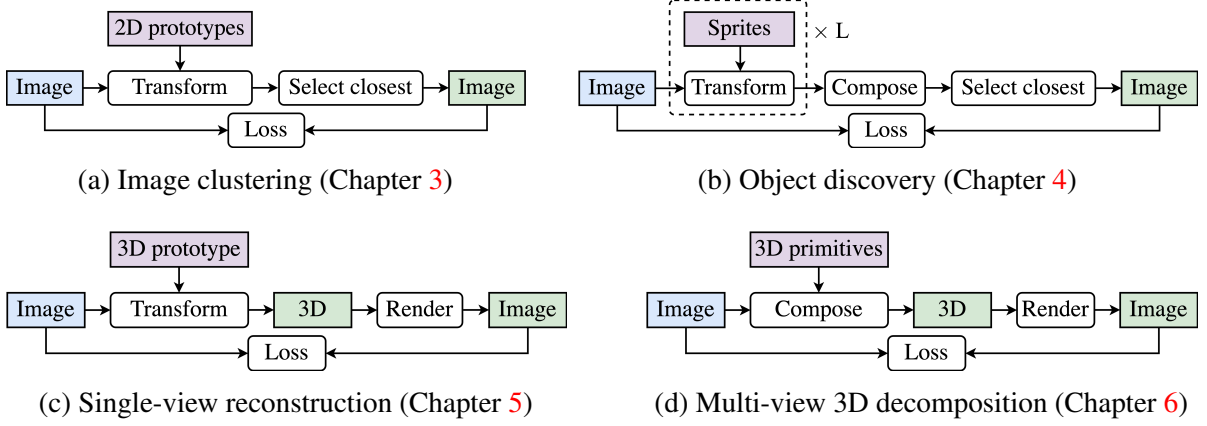 2D prototypes
Image
Transform
Select closest
Image
Loss
(a) Image clustering (Chapter 3)
Sprites
× L
Image
Transform
Compose
Select closest
Image
Loss
(b) Object discovery (Chapter 4)
3D prototype
Image
Transform
3D
Render
Image
Loss
(c) Single-view reconstruction (Chapter 5)
3D primitives
Image
Compose
3D
Render
Image
Loss
(d) Multi-view 3D decomposition (Chapter 6)